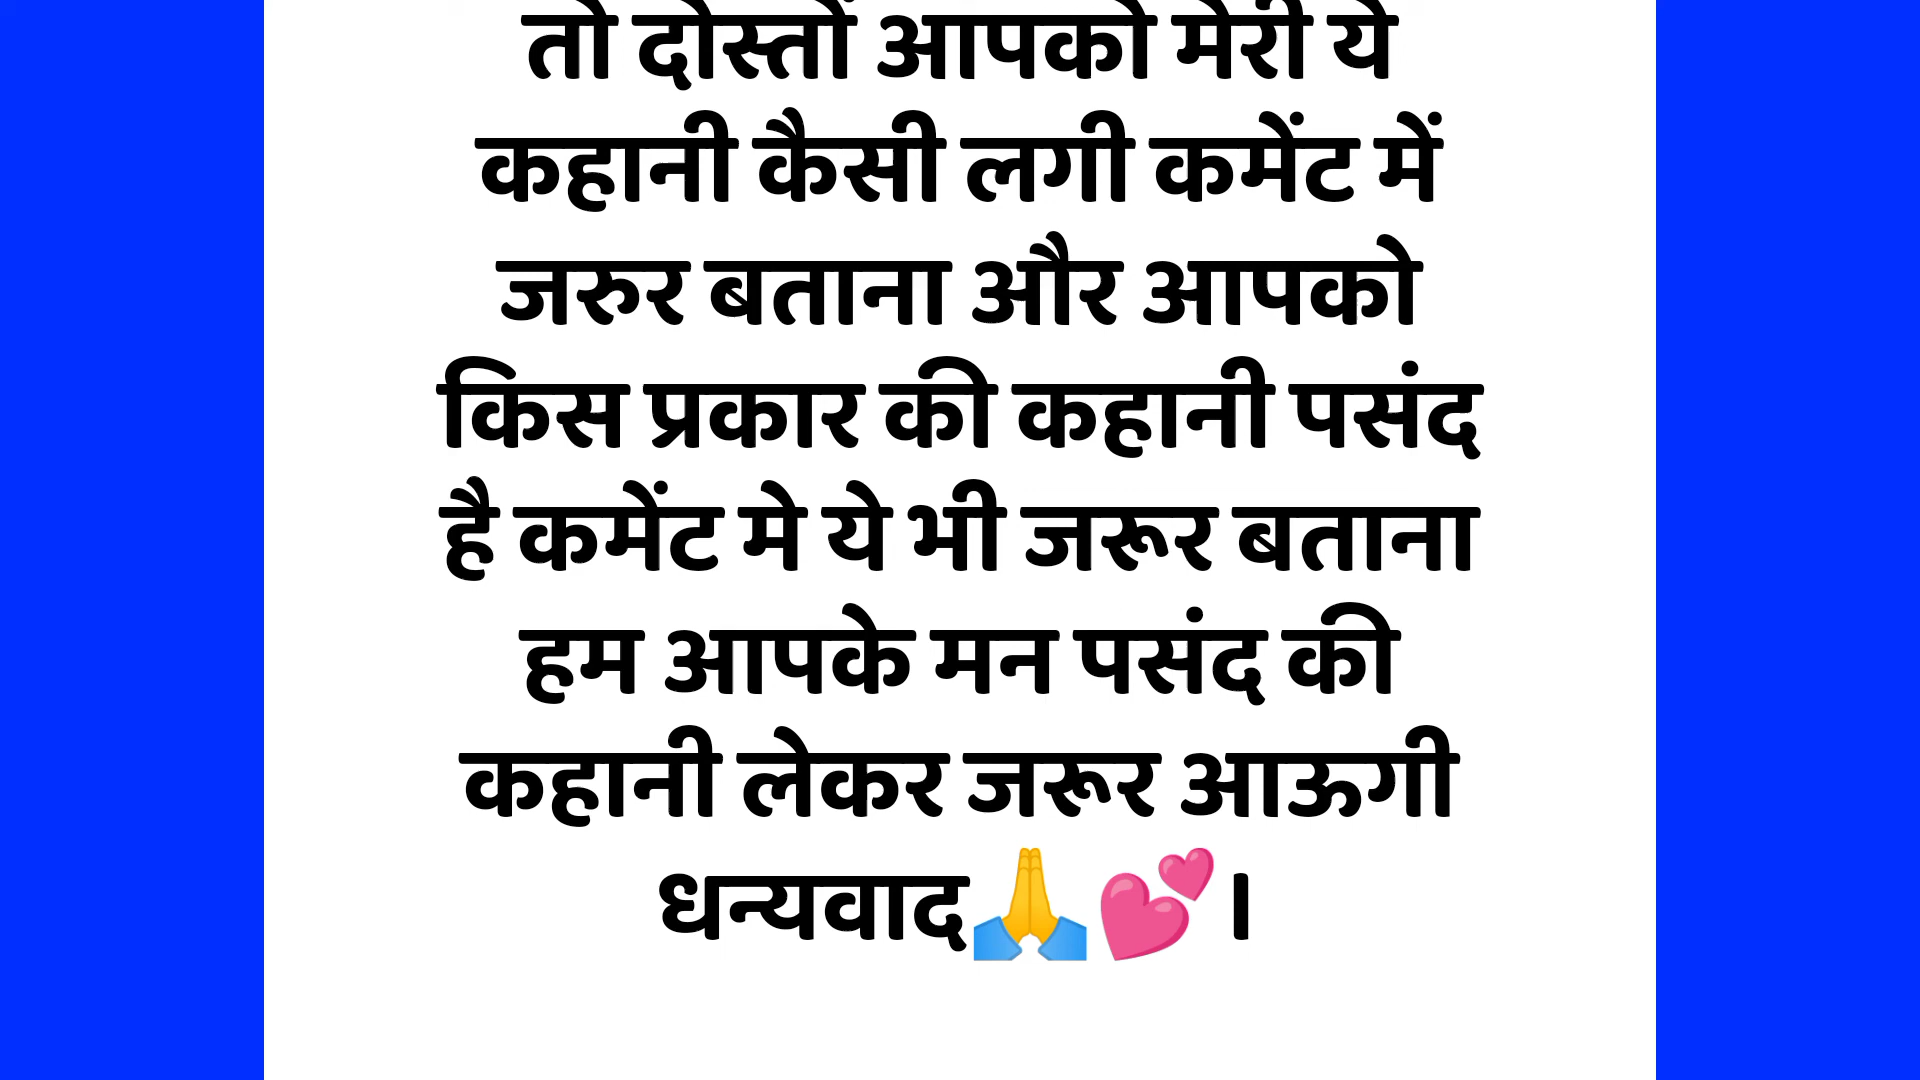 तो दोस्तों आपको मेरी ये
कहानी कैसी लगी कमेंट में
जरुर बताना और आपको
किस प्रकार की कहानी पसंद
है कमेंट मे ये भी जरूर बताना
हम आपके मन पसंद की
कहानी लेकर जरूर आऊगी
धन्यवाद🙏💕।